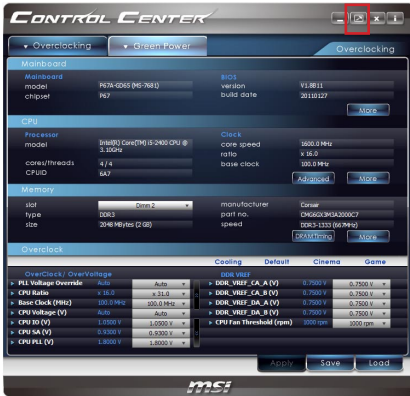 CONTROL CENTER
Overclocking
Green Power
Overclocking
Mainboard
Mainboard
BIOS
model P67A-GD65 (MS-7681) version V1.8B11
chipset P67 build date 20110127
More
CPU
Processor
Clock
model Intel(R) Core(TM) i5-2400 CPU @ 3.10GHz core speed 1600.0 MHz
ratio x 16.0
cores/threads 4 / 4 base clock 100.0 MHz
CPUID 6A7
Advanced More
Memory
slot Dimm 2 manufacturer Corsair
type DDR3 part no. CMG6GX3M3A2000C7
size 2048 MBytes (2 GB) speed DDR3-1333 (667MHz)
DRAMTiming More
Overclock
Cooling Default Cinema Game
OverClock/ OverVoltage DDR VREF
PLL Voltage Override Auto Auto DDR_VREF_CA_A (V) 0.7500 V 0.7500 V
CPU Ratio x 16.0 x 31.0 DDR_VREF_CA_B (V) 0.7500 V 0.7500 V
Base Clock (MHz) 100.0 MHz 100.0 MHz DDR_VREF_DA_A (V) 0.7500 V 0.7500 V
CPU Voltage (V) Auto Auto DDR_VREF_DA_B (V) 0.7500 V 0.7500 V
CPU IO (V) 1.0500 V 1.0500 V CPU Fan Threshold (rpm) 1000 rpm 1000 rpm
CPU SA (V) 0.9300 V 0.9300 V
CPU PLL (V) 1.8000 V 1.8000 V
Apply Save Load
msi